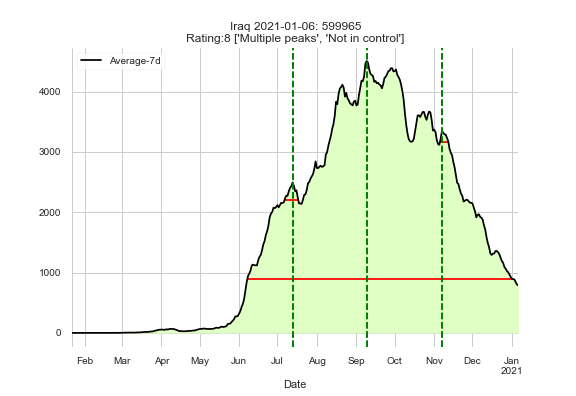 Iraq 2021-01-06: 599965
Rating:8 ['Multiple peaks', 'Not in control']
Average-7d
4000
3000
2000
1000
0
Feb Mar Apr May Jun Jul Aug Sep Oct Nov Dec Jan
2021
Date